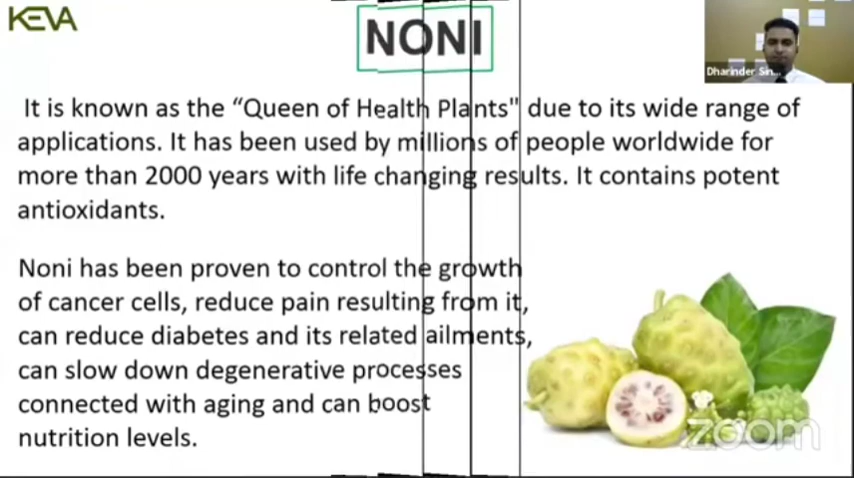 KEVA
NONI
Dharinder Sin...
It is known as the “Queen of Health Plants" due to its wide range of
applications. It has been used by millions of people worldwide for
more than 2000 years with life changing results. It contains potent
antioxidants.
Noni has been proven to control the growth
of cancer cells, reduce pain resulting from it,
can reduce diabetes and its related ailments,
can slow down degenerative processes
connected with aging and can boost
nutrition levels.
zoom